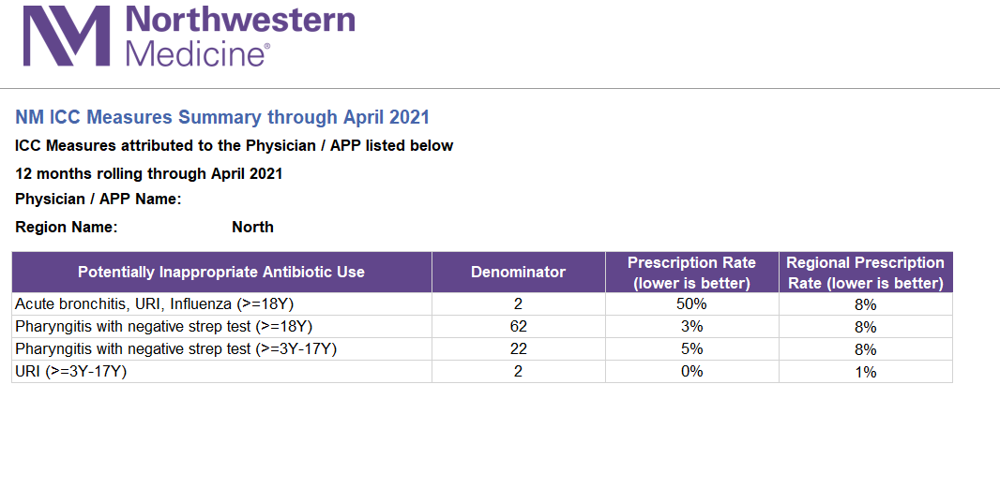 Northwestern
Medicine®
NM ICC Measures Summary through April 2021
ICC Measures attributed to the Physician / APP listed below
12 months rolling through April 2021
Physician / APP Name:
Region Name: North
Potentially Inappropriate Antibiotic Use Denominator Prescription Rate (lower is better) Regional Prescription Rate (lower is better)
Acute bronchitis, URI, Influenza (>=18Y) 2 50% 8%
Pharyngitis with negative strep test (>=18Y) 62 3% 8%
Pharyngitis with negative strep test (>=3Y-17Y) 22 5% 8%
URI (>=3Y-17Y) 2 0% 1%